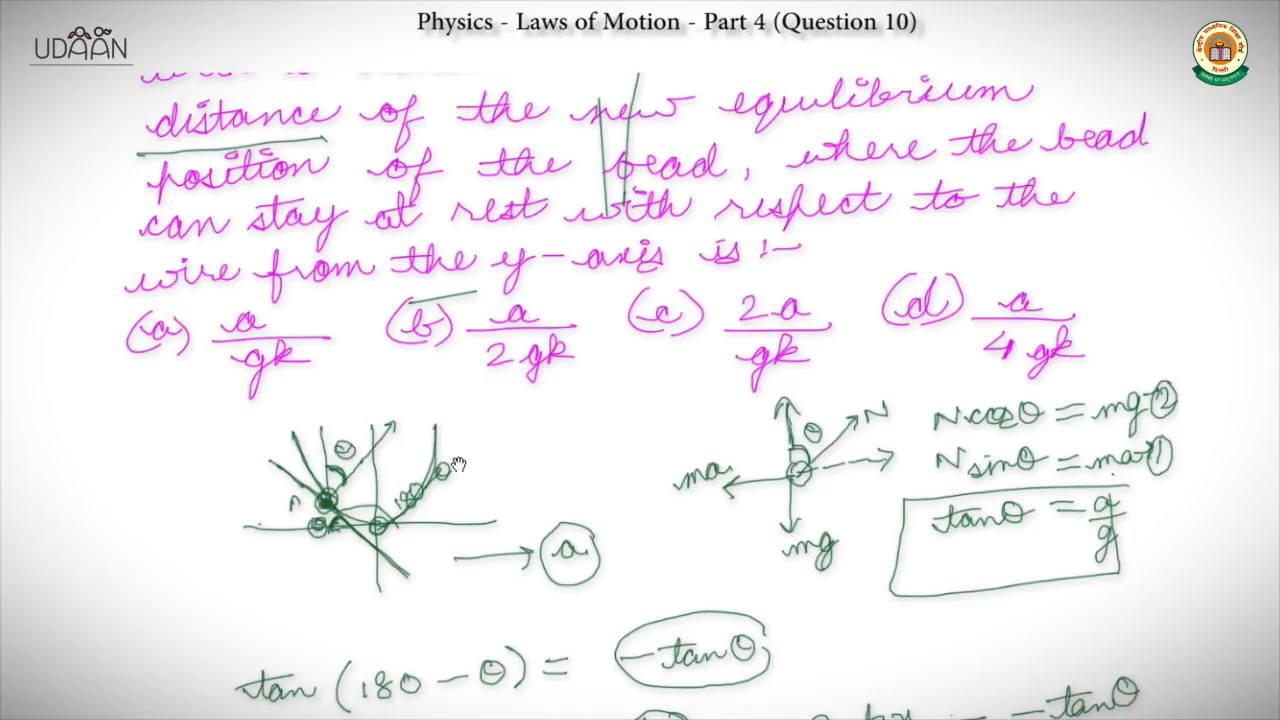 Physics - Laws of Motion - Part 4 (Question 10)
UDAAN
distance of the new equilibrium
position of the bead, where the bead
can stay at rest with respect to the
wire from the y-axis is :-
(a) a/gk (b) a/2gk (c) 2a/gk (d) a/4gk
θ
a
N
θ
ma
mg
N cosθ = mg ②
N sinθ = ma ①
tanθ = a/g
tan (180 - θ) = - tanθ
- tanθ